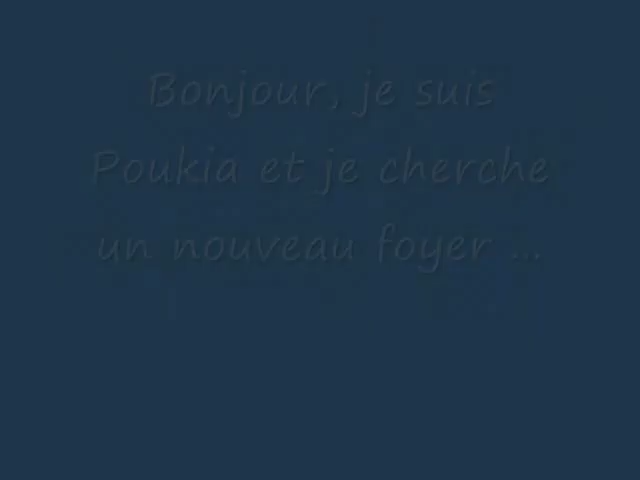 Bonjour, je suis
Poukia et je cherche
un nouveau foyer ...